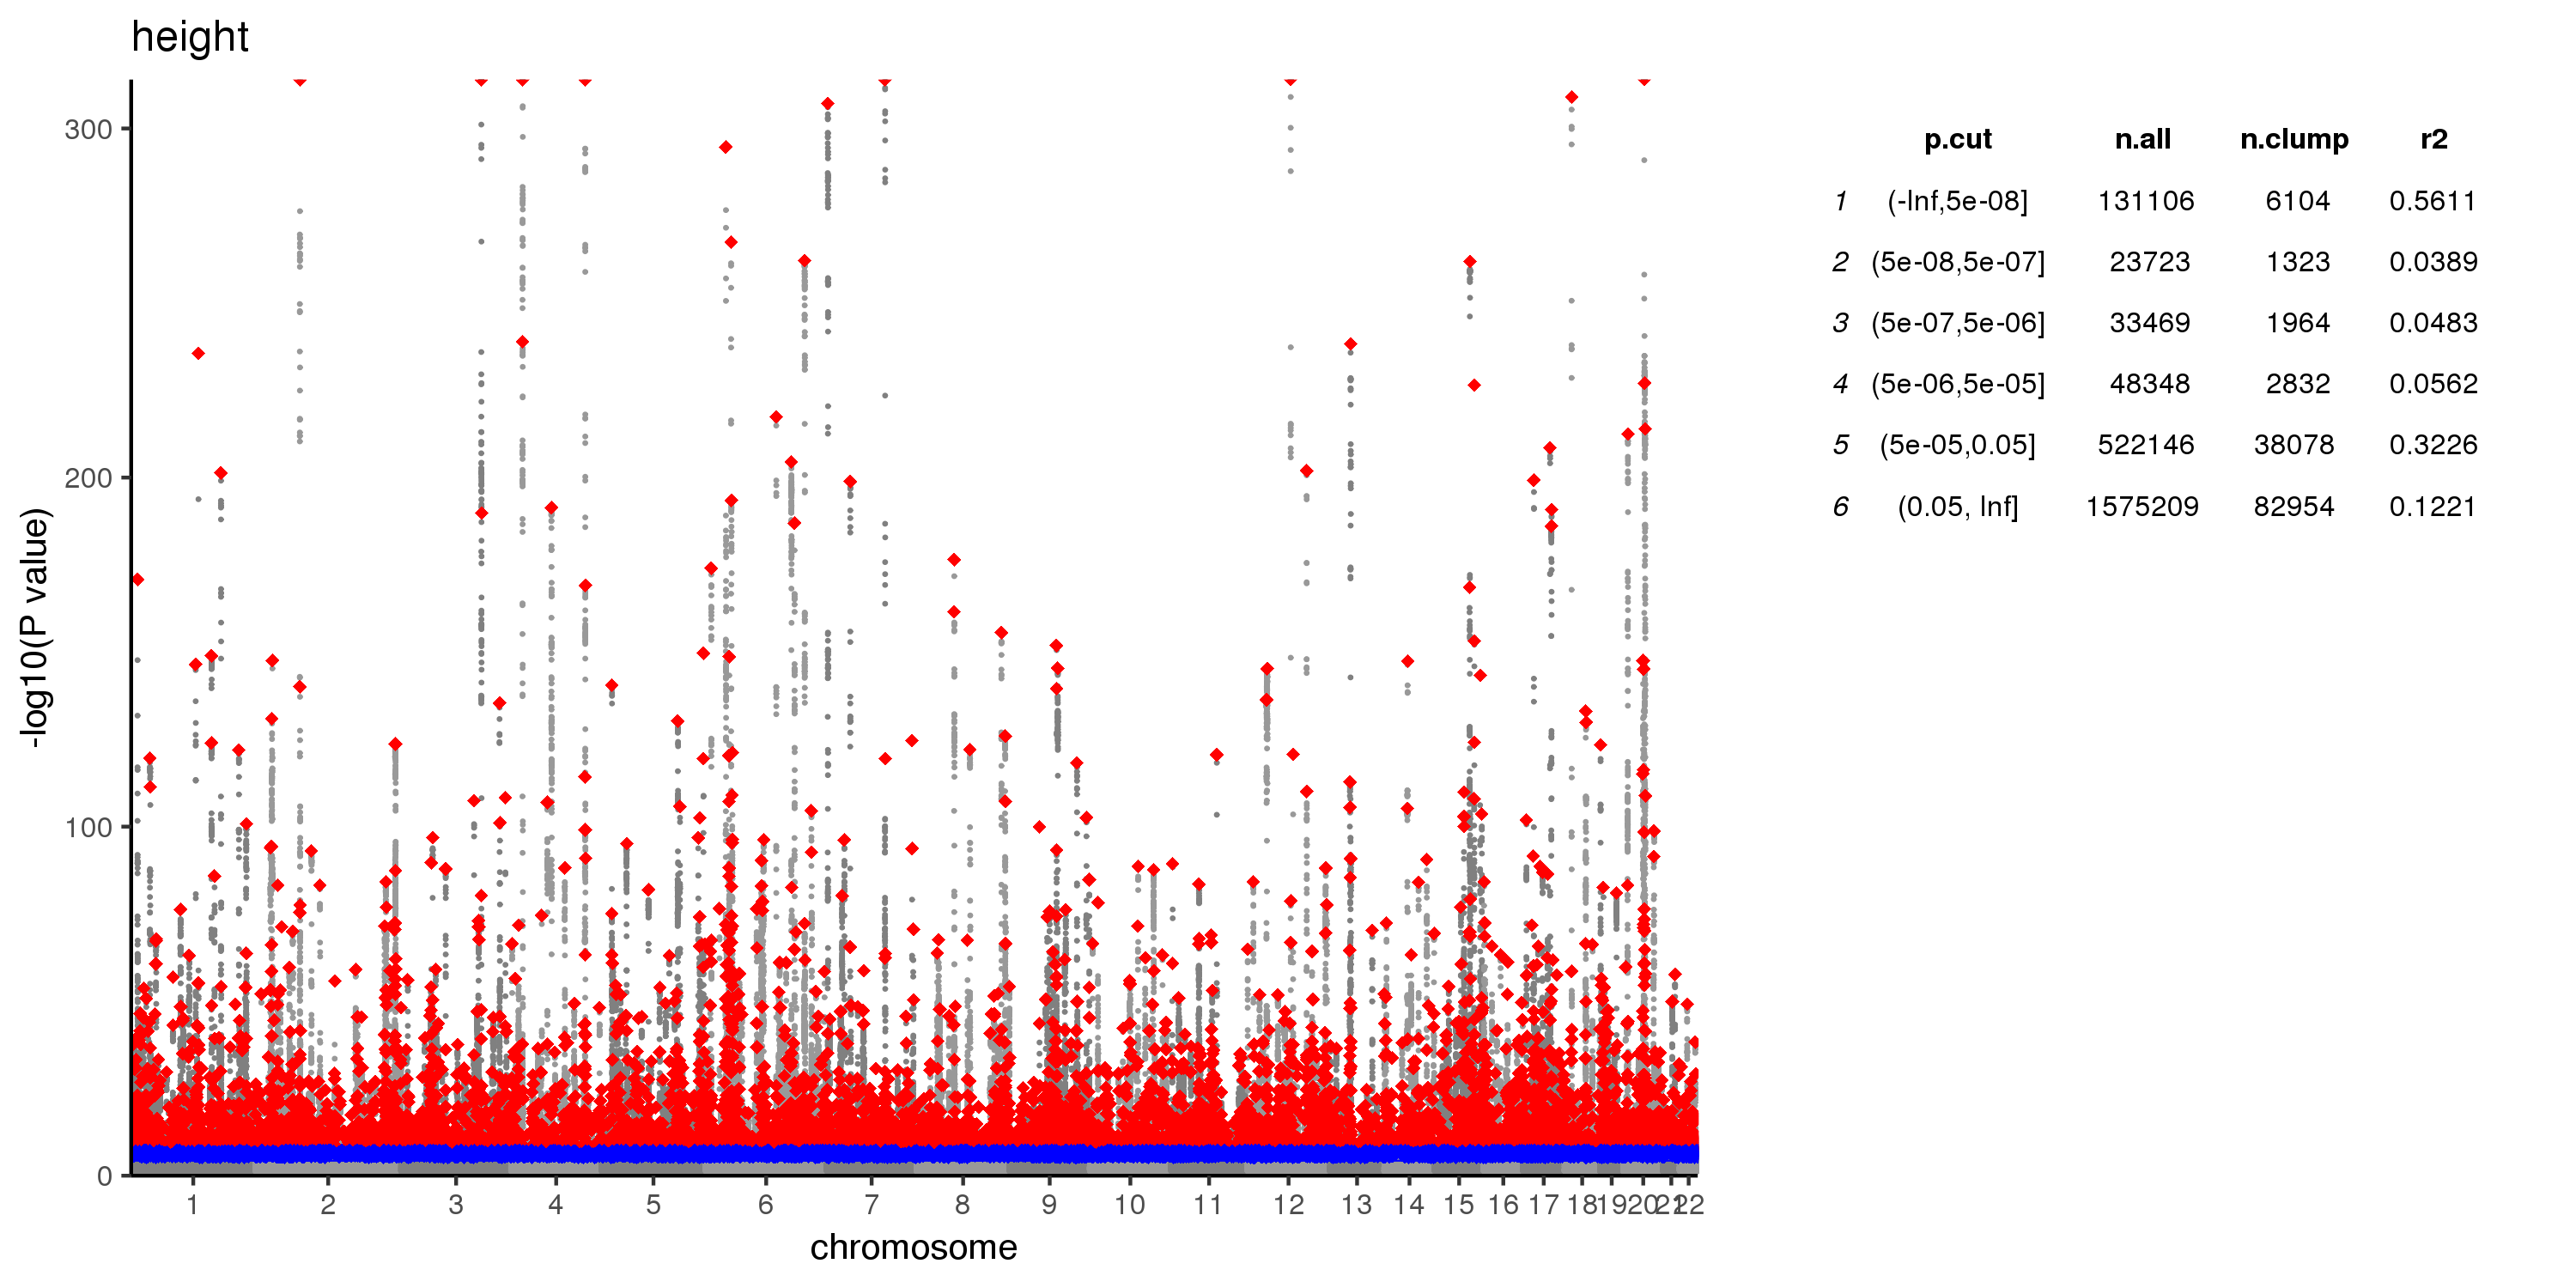 height
300
200
100
0
-log10(P value)
1 2 3 4 5 6 7 8 9 10 11 12 13 14 15 16 17 18 19 20 21 22
chromosome
p.cut n.all n.clump r2
1 (-Inf,5e-08] 131106 6104 0.5611
2 (5e-08,5e-07] 23723 1323 0.0389
3 (5e-07,5e-06] 33469 1964 0.0483
4 (5e-06,5e-05] 48348 2832 0.0562
5 (5e-05,0.05] 522146 38078 0.3226
6 (0.05, Inf] 1575209 82954 0.1221